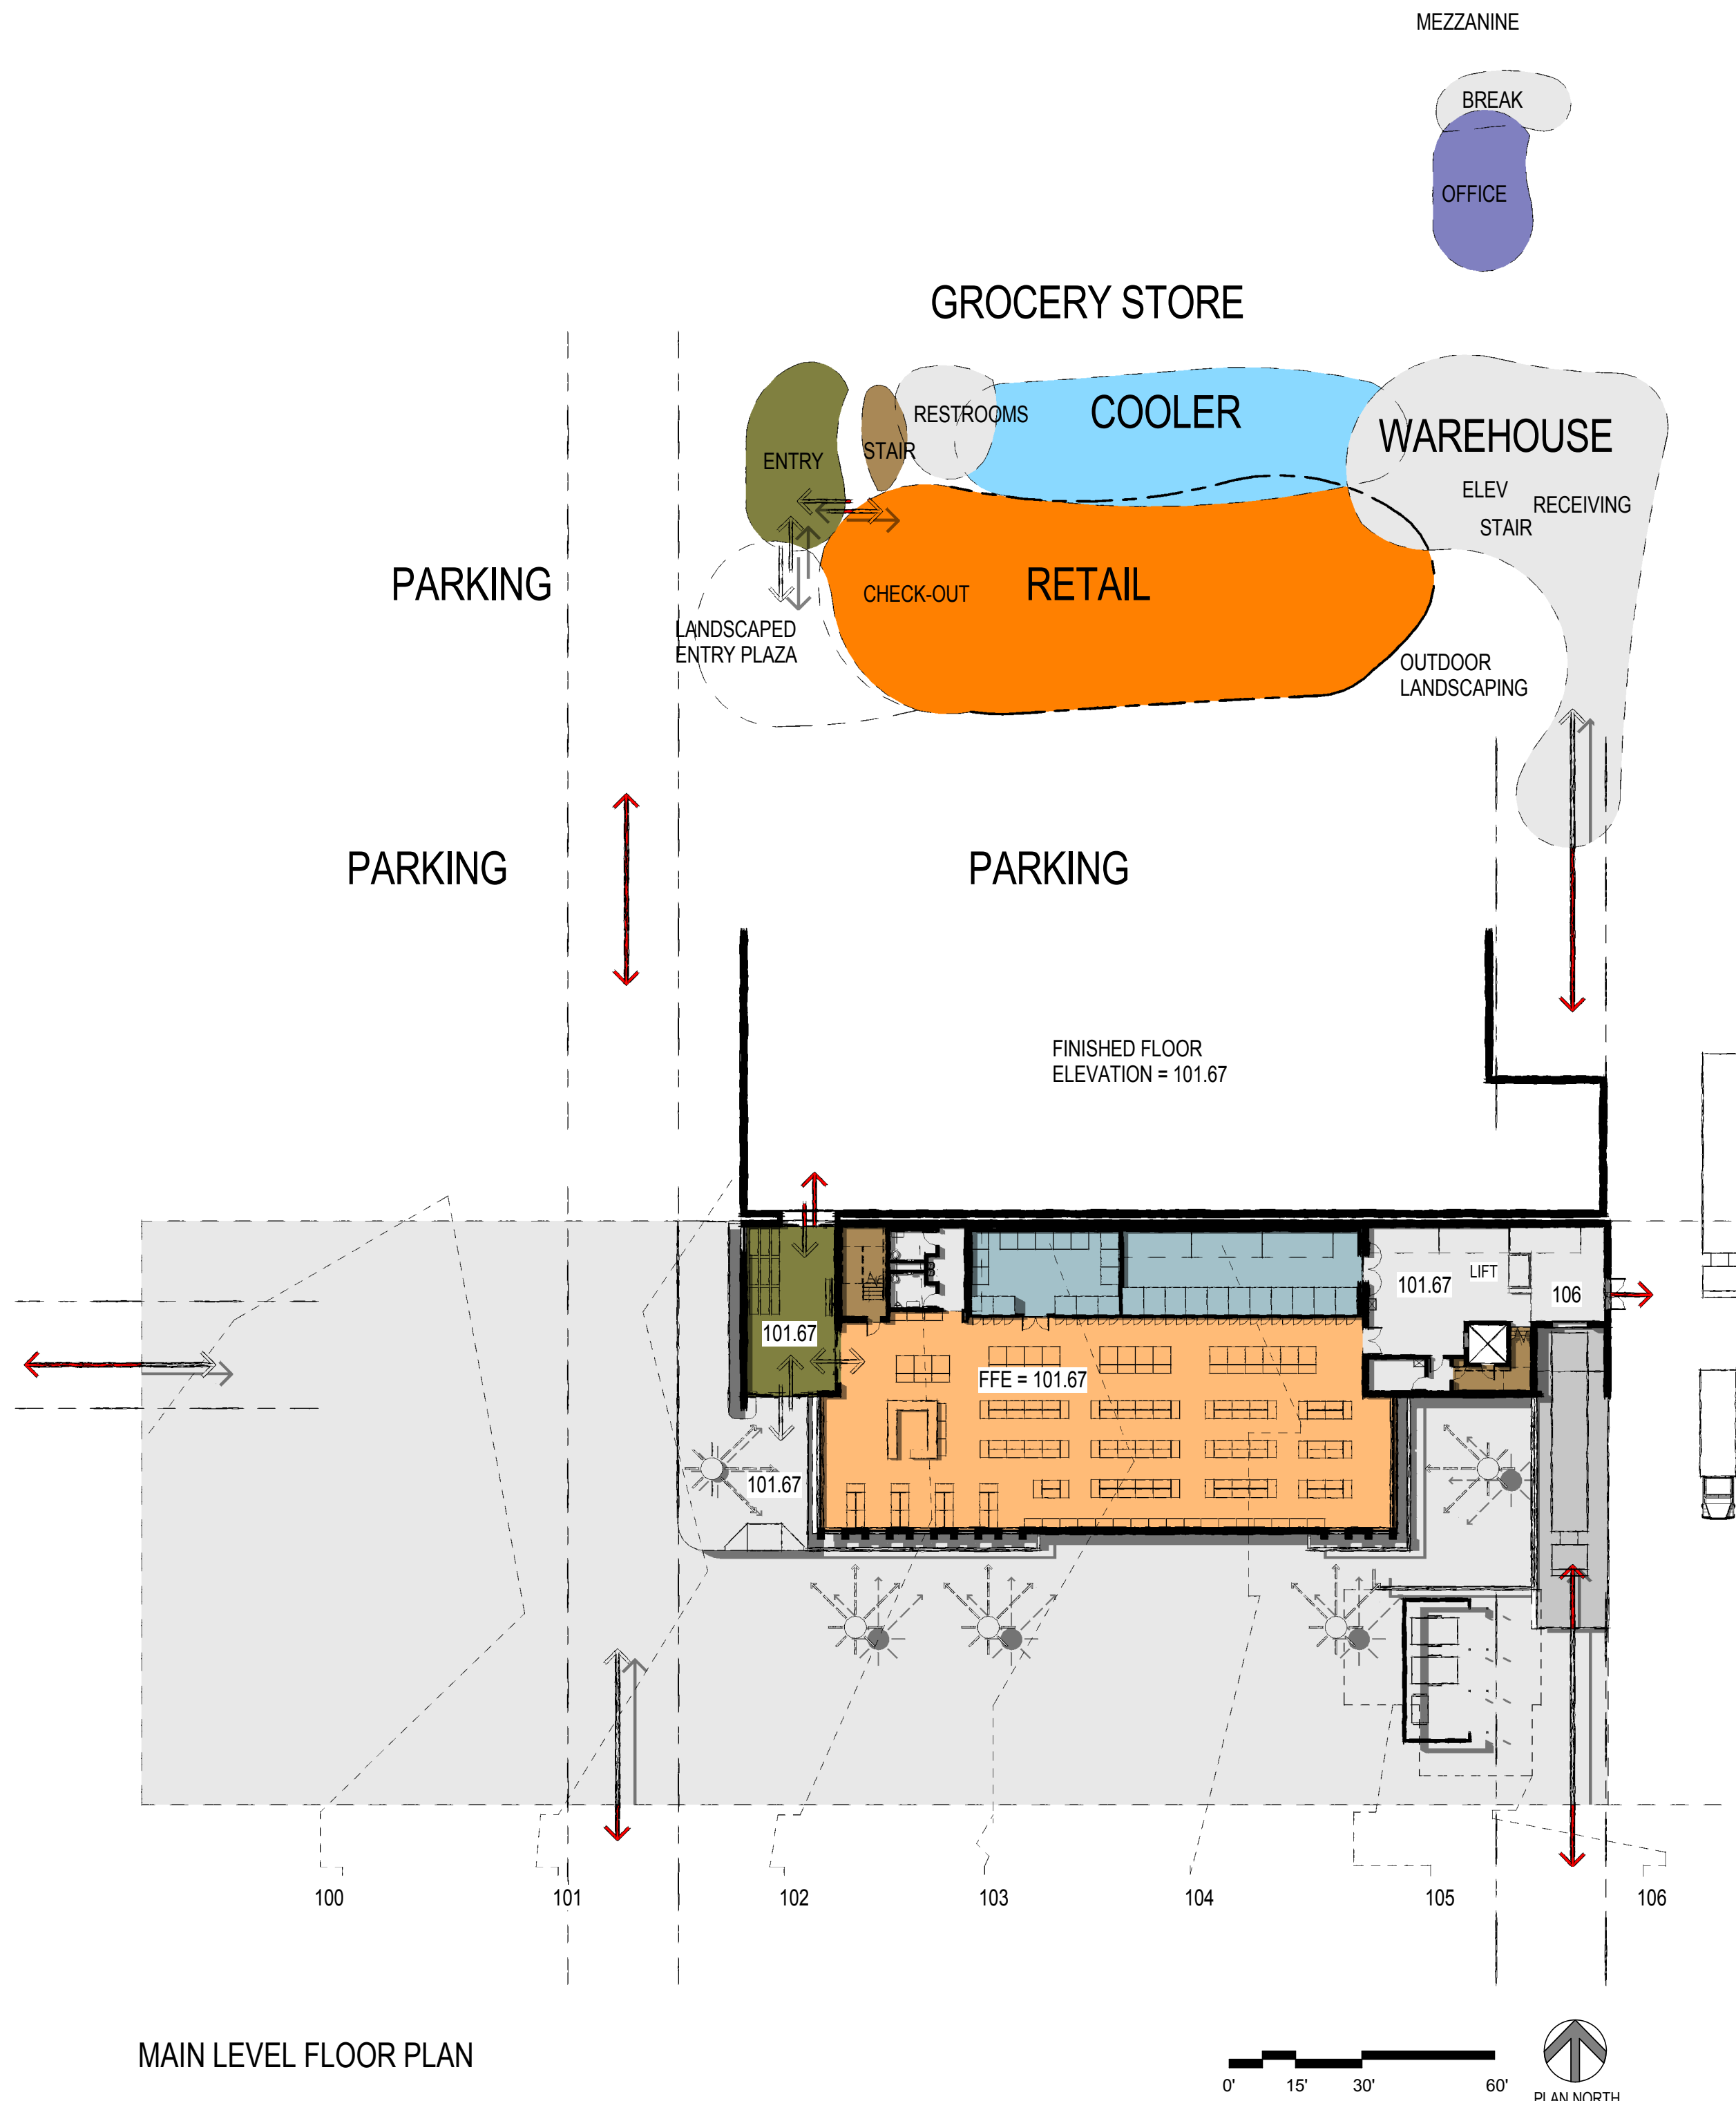 MEZZANINE
BREAK
OFFICE
GROCERY STORE
RESTROOMS
COOLER
WAREHOUSE
ENTRY
STAIR
ELEV
RECEIVING
STAIR
PARKING
CHECK-OUT
RETAIL
LANDSCAPED
ENTRY PLAZA
OUTDOOR
LANDSCAPING
PARKING
PARKING
FINISHED FLOOR
ELEVATION = 101.67
101.67
LIFT
106
101.67
FFE = 101.67
101.67
100
101
102
103
104
105
106
MAIN LEVEL FLOOR PLAN
0'
15'
30'
60'
PLAN NORTH